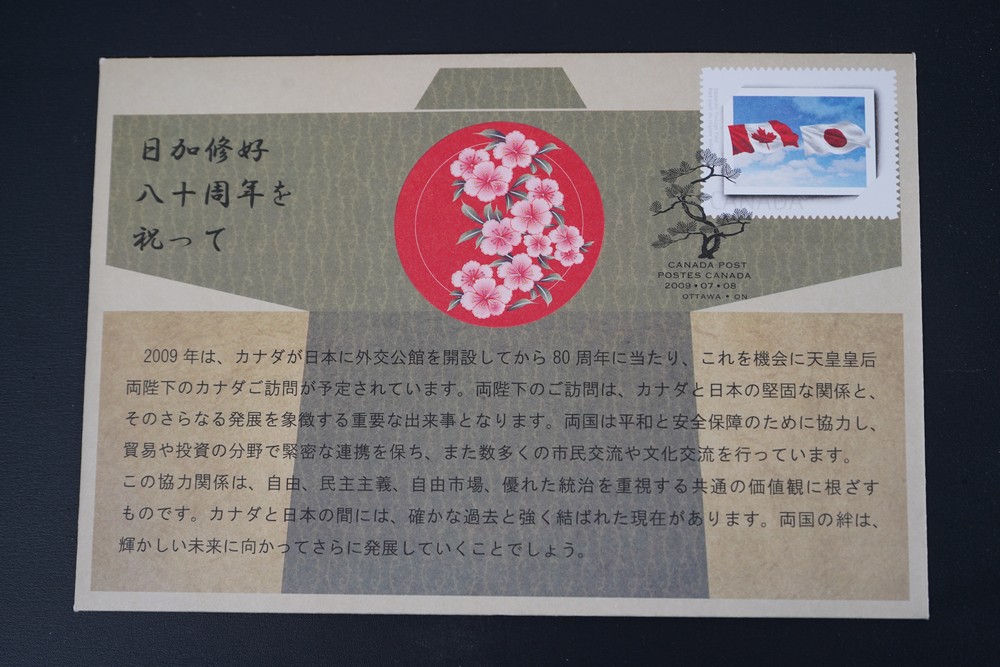 日加修好
八十周年を
祝って
CANADA
CANADA POST
POSTES CANADA
2009・07・08
OTTAWA・ON
2009年は、カナダが日本に外交公館を開設してから80周年に当たり、これを機会に天皇皇后
両陛下のカナダご訪問が予定されています。両陛下のご訪問は、カナダと日本の堅固な関係と、
そのさらなる発展を象徴する重要な出来事となります。両国は平和と安全保障のために協力し、
貿易や投資の分野で緊密な連携を保ち、また数多くの市民交流や文化交流を行っています。
この協力関係は、自由、民主主義、自由市場、優れた統治を重視する共通の価値観に根ざす
ものです。カナダと日本の間には、確かな過去と強く結ばれた現在があります。両国の絆は、
輝かしい未来に向かってさらに発展していくことでしょう。